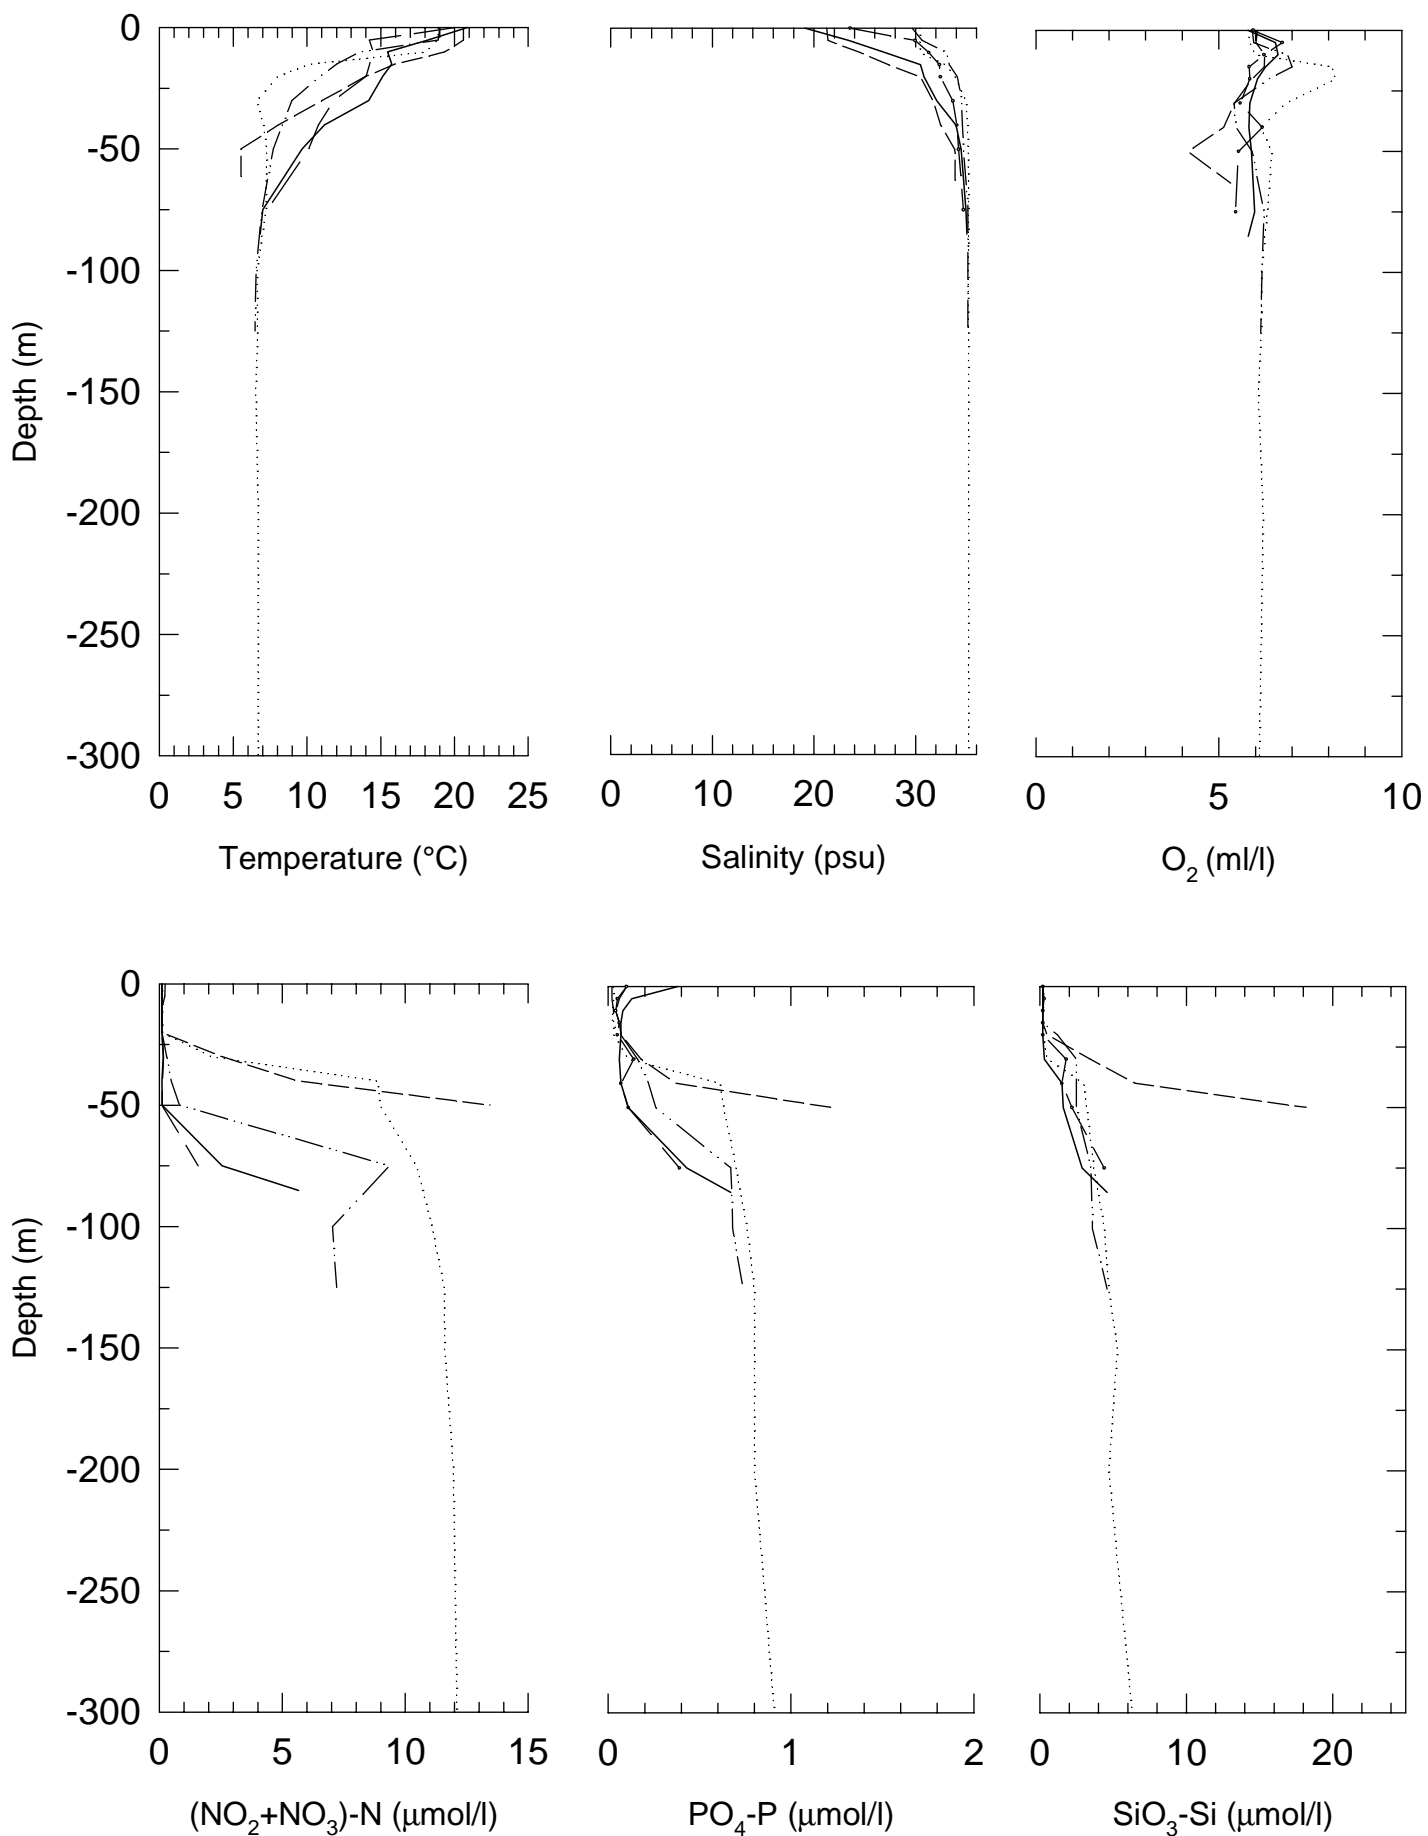 0
-50
-100
-150
-200
-250
-300
Depth (m)
0 5 10 15 20 25
Temperature (°C)
0 10 20 30
Salinity (psu)
0 5 10
O₂ (ml/l)
0
-50
-100
-150
-200
-250
-300
Depth (m)
0 5 10 15
(NO₂+NO₃)-N (μmol/l)
0 1 2
PO₄-P (μmol/l)
0 10 20
SiO₃-Si (μmol/l)